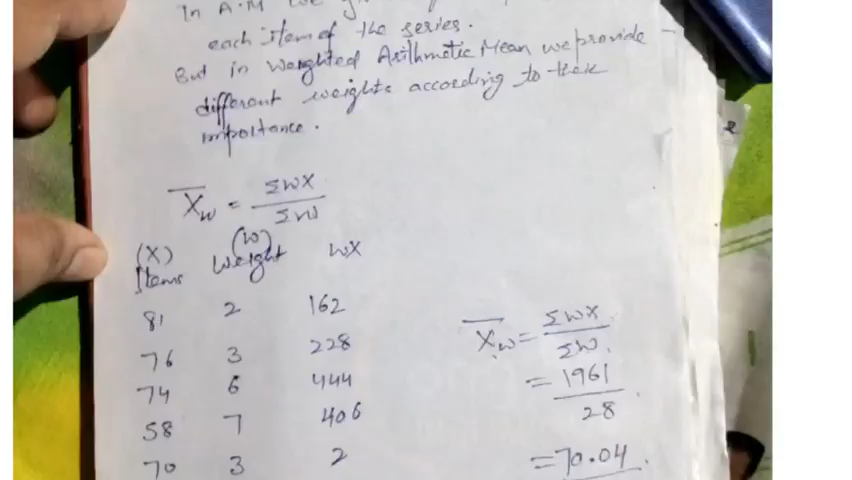 In A.M we
each item of the series.
But in weighted Arithmetic Mean we provide
different weights according to their
importance.
X̅w = ΣWX / ΣW
(X) Items (W) Weight WX
81 2 162
76 3 228
74 6 444
58 7 406
70 3 2
X̅w = ΣWX / ΣW
= 1961 / 28
= 70.04